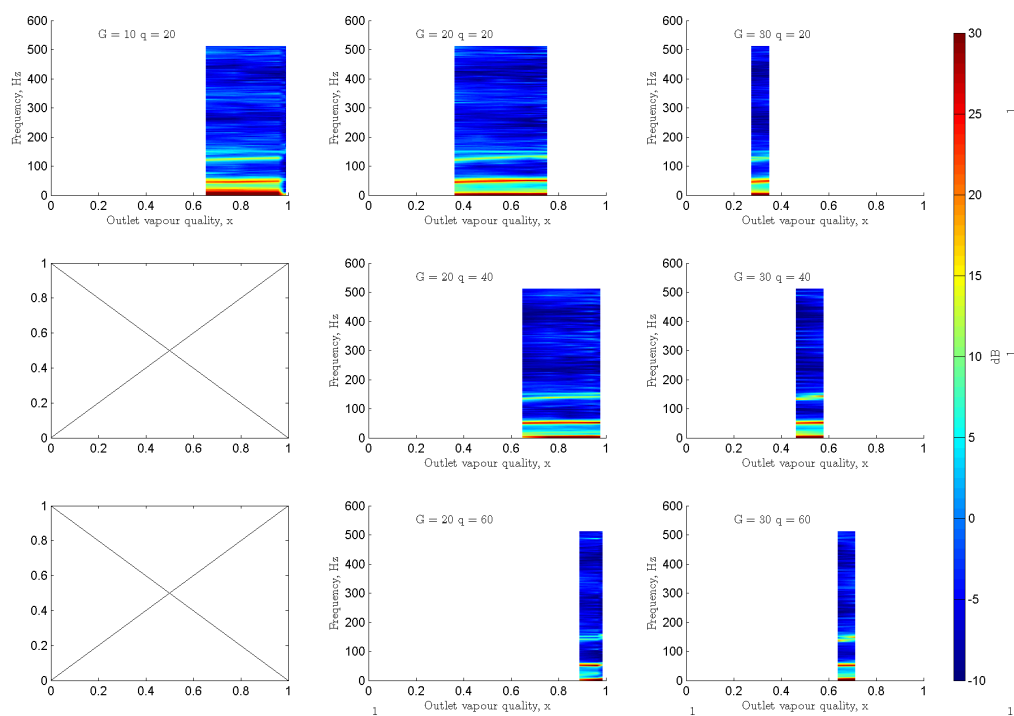 G = 10 q = 20
600
500
400
300
200
100
0
Frequency, Hz
0 0.2 0.4 0.6 0.8 1
Outlet vapour quality, x
G = 20 q = 20
600
500
400
300
200
100
0
Frequency, Hz
0 0.2 0.4 0.6 0.8 1
Outlet vapour quality, x
G = 30 q = 20
600
500
400
300
200
100
0
Frequency, Hz
0 0.2 0.4 0.6 0.8 1
Outlet vapour quality, x
1
0.8
0.6
0.4
0.2
0
0 0.2 0.4 0.6 0.8 1
G = 20 q = 40
600
500
400
300
200
100
0
Frequency, Hz
0 0.2 0.4 0.6 0.8 1
Outlet vapour quality, x
G = 30 q = 40
600
500
400
300
200
100
0
Frequency, Hz
0 0.2 0.4 0.6 0.8 1
Outlet vapour quality, x
1
0.8
0.6
0.4
0.2
0
0 0.2 0.4 0.6 0.8 1
G = 20 q = 60
600
500
400
300
200
100
0
Frequency, Hz
0 0.2 0.4 0.6 0.8 1
Outlet vapour quality, x
G = 30 q = 60
600
500
400
300
200
100
0
Frequency, Hz
0 0.2 0.4 0.6 0.8 1
Outlet vapour quality, x
30
25
20
15
10
5
0
-5
-10
dB
1
1
1
1
1